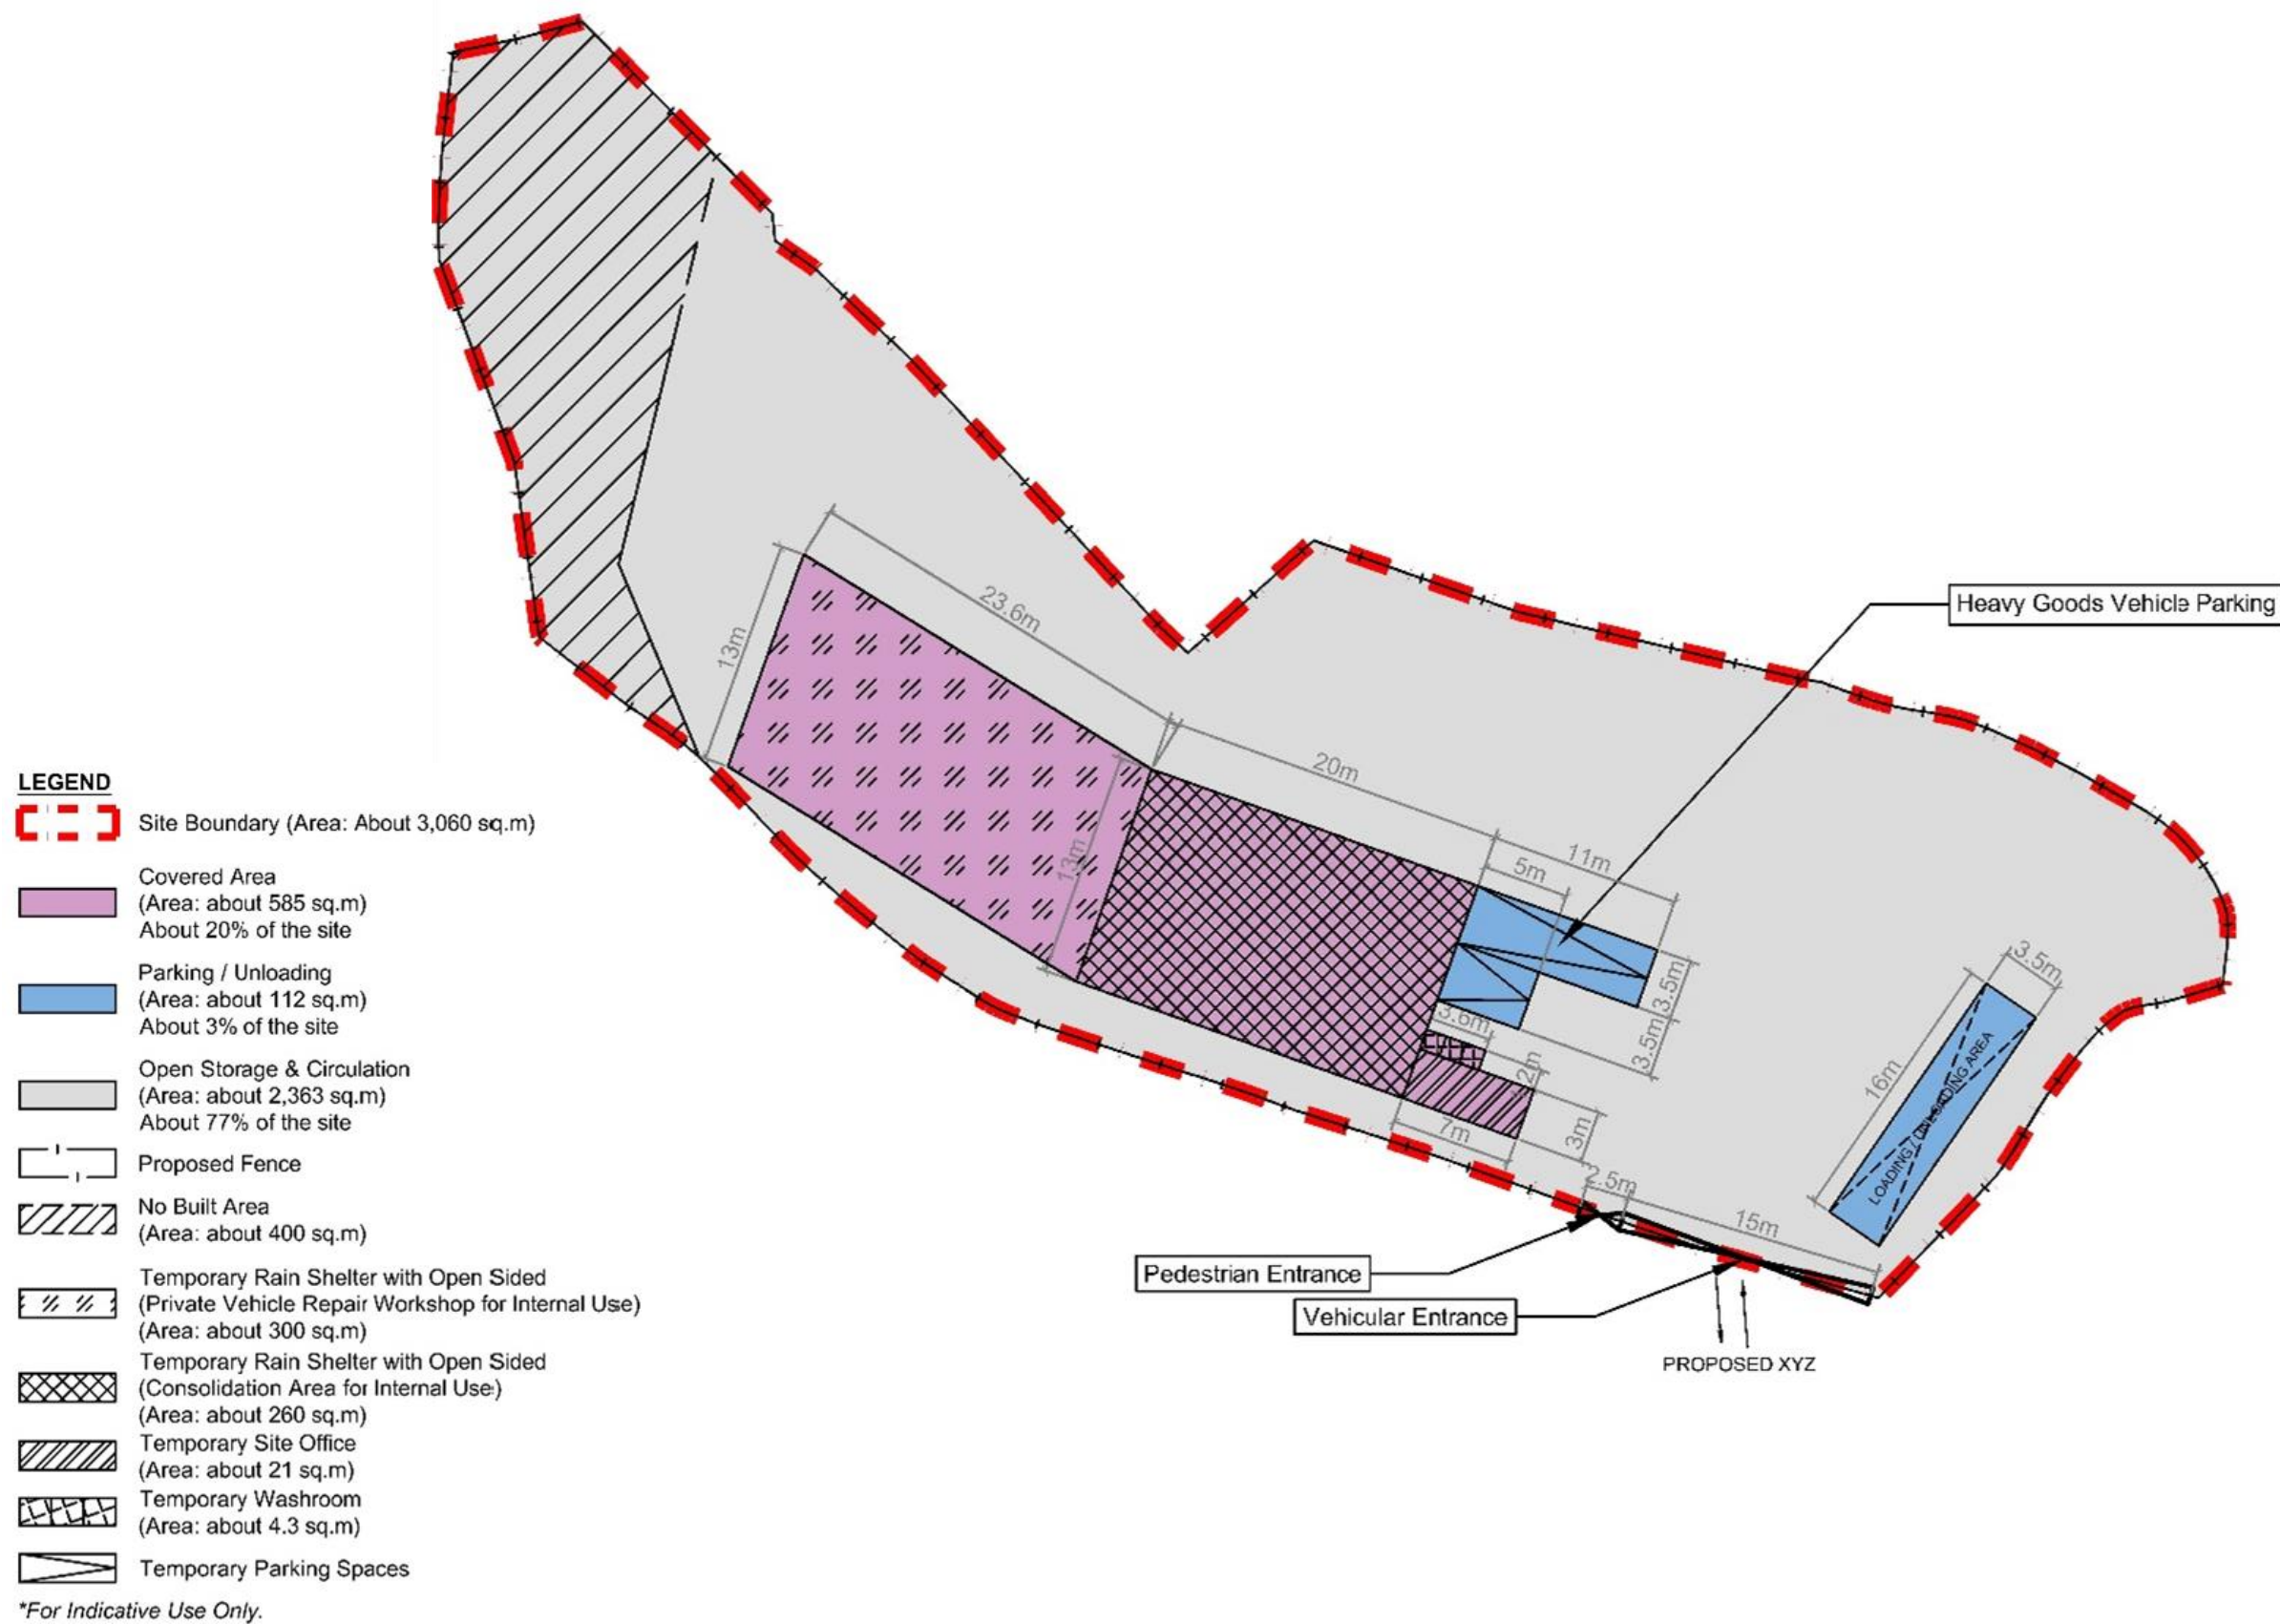 LEGEND
Site Boundary (Area: About 3,060 sq.m)
Covered Area
(Area: about 585 sq.m)
About 20% of the site
Parking / Unloading
(Area: about 112 sq.m)
About 3% of the site
Open Storage & Circulation
(Area: about 2,363 sq.m)
About 77% of the site
Proposed Fence
No Built Area
(Area: about 400 sq.m)
Temporary Rain Shelter with Open Sided
(Private Vehicle Repair Workshop for Internal Use)
(Area: about 300 sq.m)
Temporary Rain Shelter with Open Sided
(Consolidation Area for Internal Use)
(Area: about 260 sq.m)
Temporary Site Office
(Area: about 21 sq.m)
Temporary Washroom
(Area: about 4.3 sq.m)
Temporary Parking Spaces
*For Indicative Use Only.
23.6m
13m
20m
13m
11m
5m
3.5m
3.5m
3.6m
7m
3m
2.5m
15m
16m
3.5m
LOADING / UNLOADING AREA
Heavy Goods Vehicle Parking
Pedestrian Entrance
Vehicular Entrance
PROPOSED XYZ